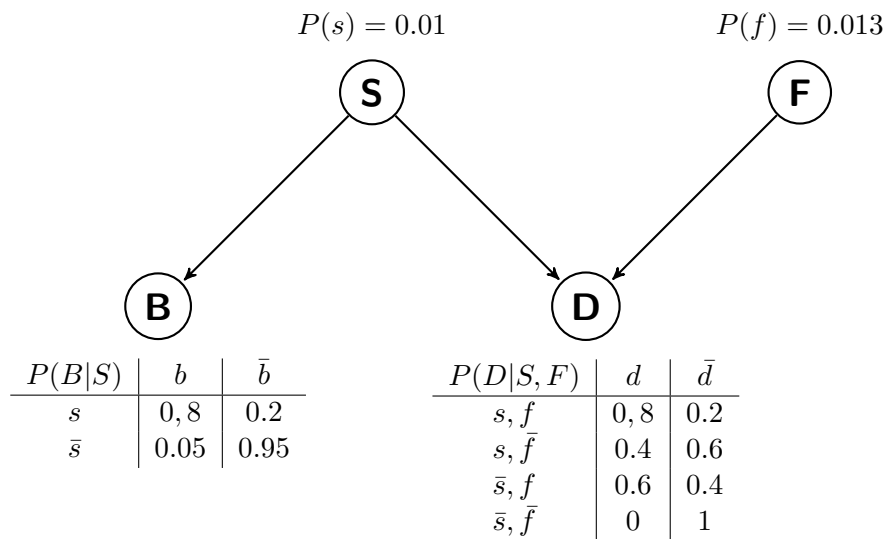 P(s) = 0.01
P(f) = 0.013
S
F
B
D
P(B|S) b b̄
s 0,8 0.2
s̄ 0.05 0.95
P(D|S, F) d d̄
s, f 0,8 0.2
s, f̄ 0.4 0.6
s̄, f 0.6 0.4
s̄, f̄ 0 1